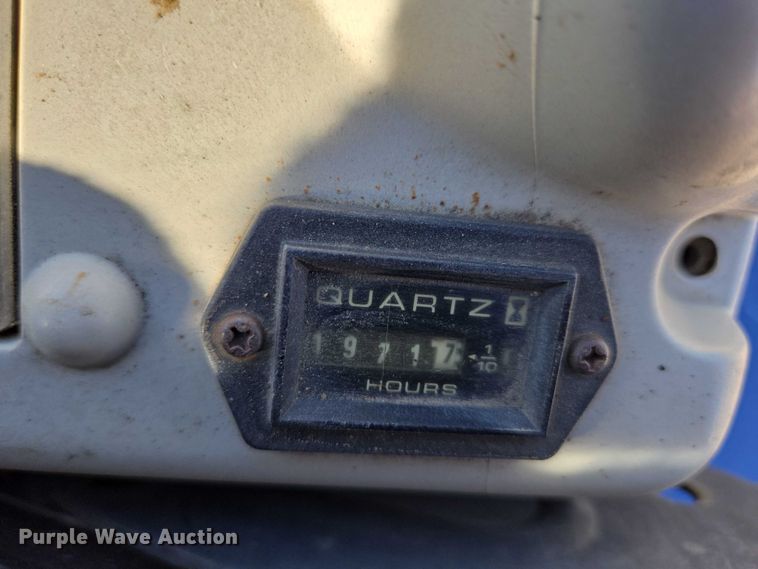 QUARTZ
1 9 7 1 7 1/10
HOURS
Purple Wave Auction